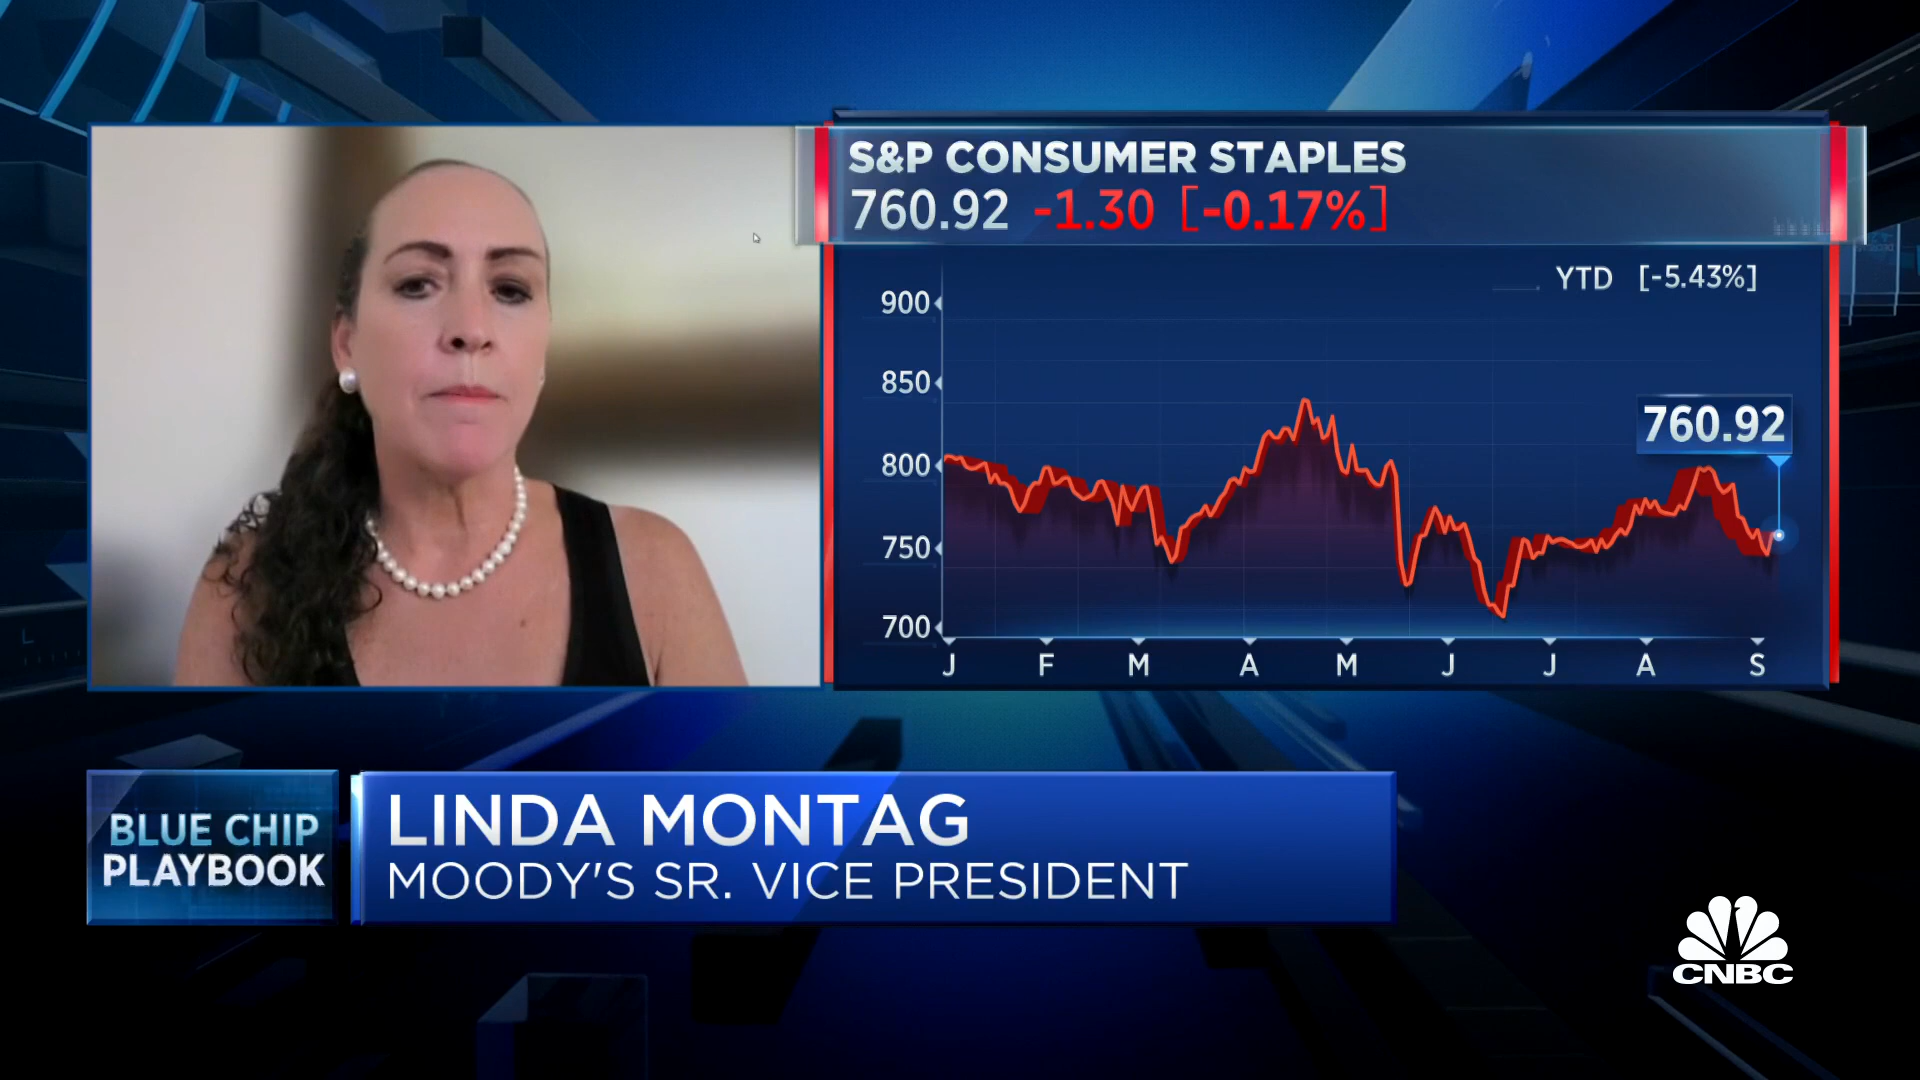 S&P CONSUMER STAPLES
760.92 -1.30 [-0.17%]
YTD [-5.43%]
900
850
800
750
700
760.92
J F M A M J J A S
BLUE CHIP
PLAYBOOK
LINDA MONTAG
MOODY'S SR. VICE PRESIDENT
CNBC